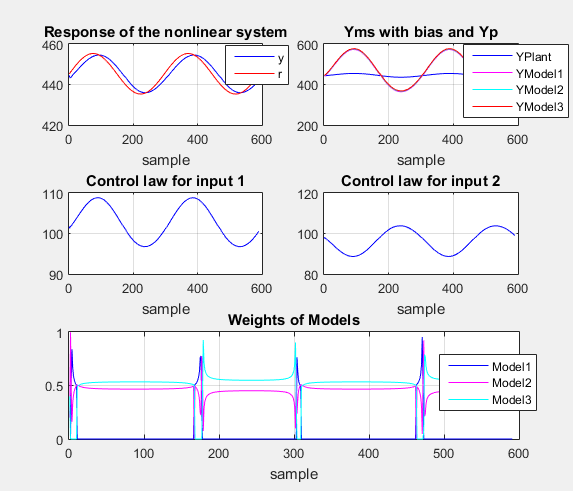 Response of the nonlinear system
460
440
420
0
200
400
600
sample
y
r
Yms with bias and Yp
600
400
200
0
200
400
600
sample
YPlant
YModel1
YModel2
YModel3
Control law for input 1
110
100
90
0
200
400
600
sample
Control law for input 2
120
100
80
0
200
400
600
sample
Weights of Models
1
0.5
0
0
100
200
300
400
500
600
sample
Model1
Model2
Model3